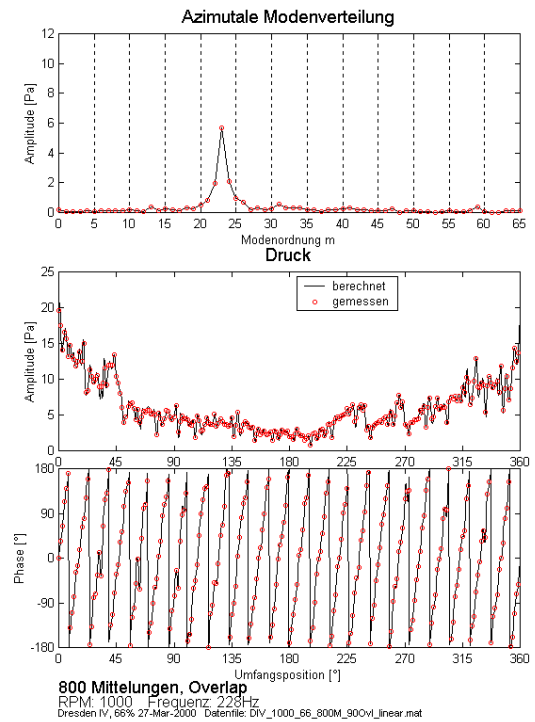 Azimutale Modenverteilung
12
10
8
6
4
2
0
Amplitude [Pa]
0 5 10 15 20 25 30 35 40 45 50 55 60 65
Modenordnung m
Druck
25
20
15
10
5
0
Amplitude [Pa]
berechnet
gemessen
0 45 90 135 180 225 270 315 360
180
90
0
-90
-180
Phase [°]
0 45 90 135 180 225 270 315 360
Umfangsposition [°]
800 Mittelungen, Overlap
RPM: 1000 Frequenz: 228Hz
Dresden IV, 66% 27-Mar-2000 Datenfile: DIV_1000_66_800M_90Ovl_linear.mat